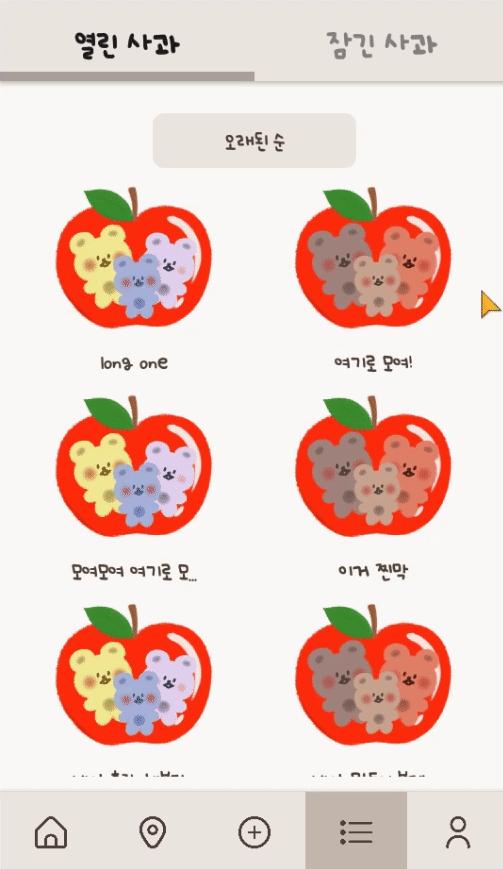 열린 사과
잠긴 사과
오래된 순
long one
여기로 모여!
모여모여 여기로 모...
이거 찐막